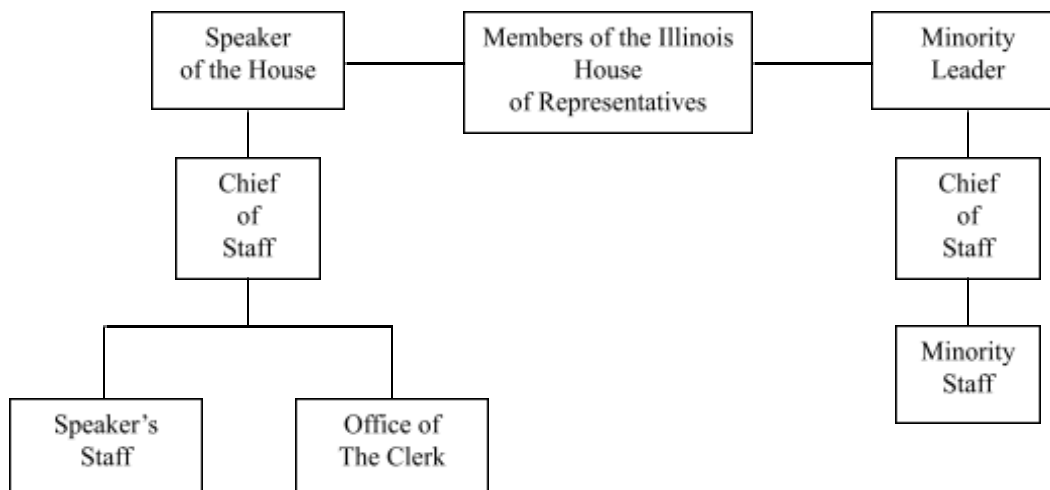 Speaker
of the House
Members of the Illinois
House
of Representatives
Minority
Leader
Chief
of
Staff
Chief
of
Staff
Speaker’s
Staff
Office of
The Clerk
Minority
Staff